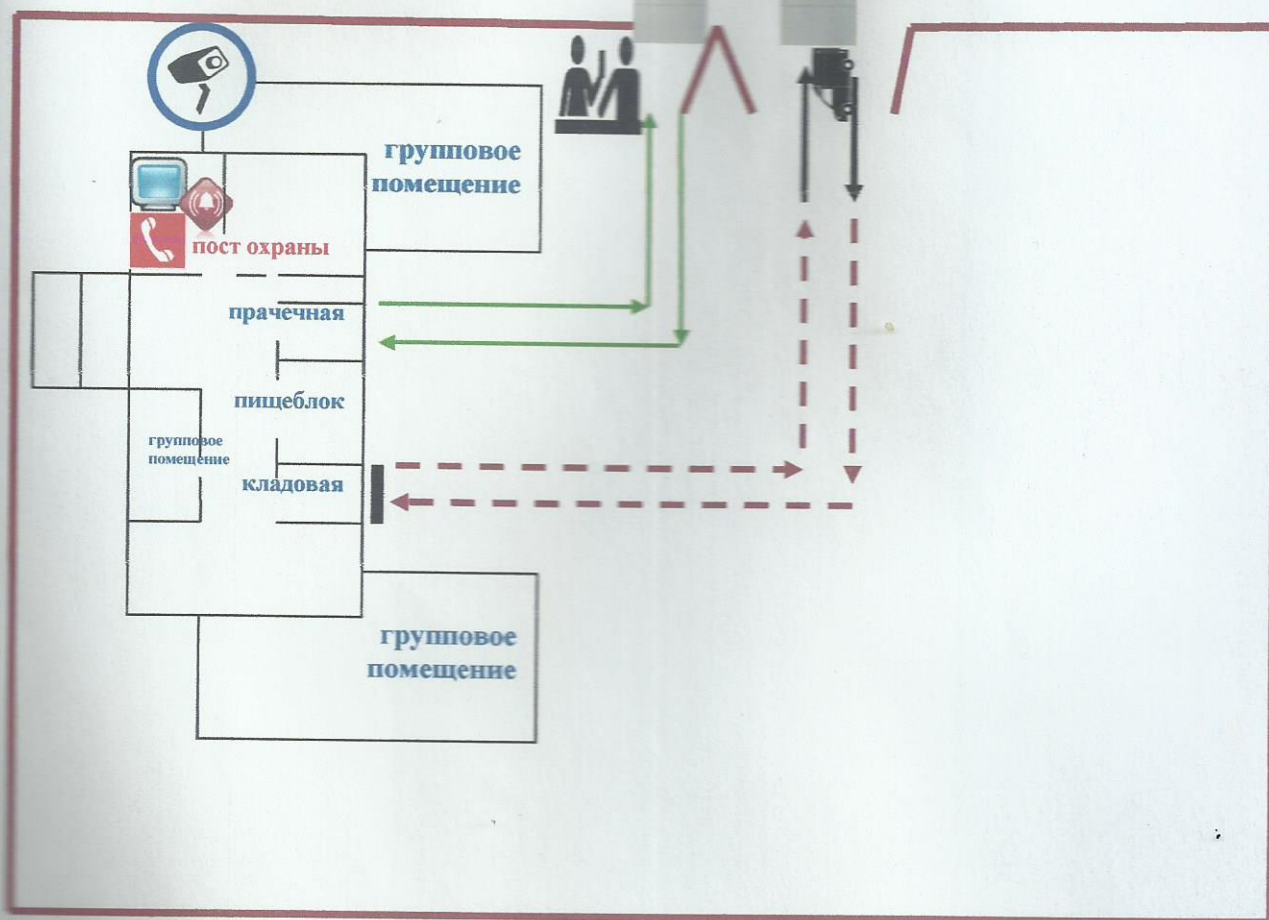 групповое
помещение
пост охраны
прачечная
пищеблок
групповое
помещение
кладовая
групповое
помещение